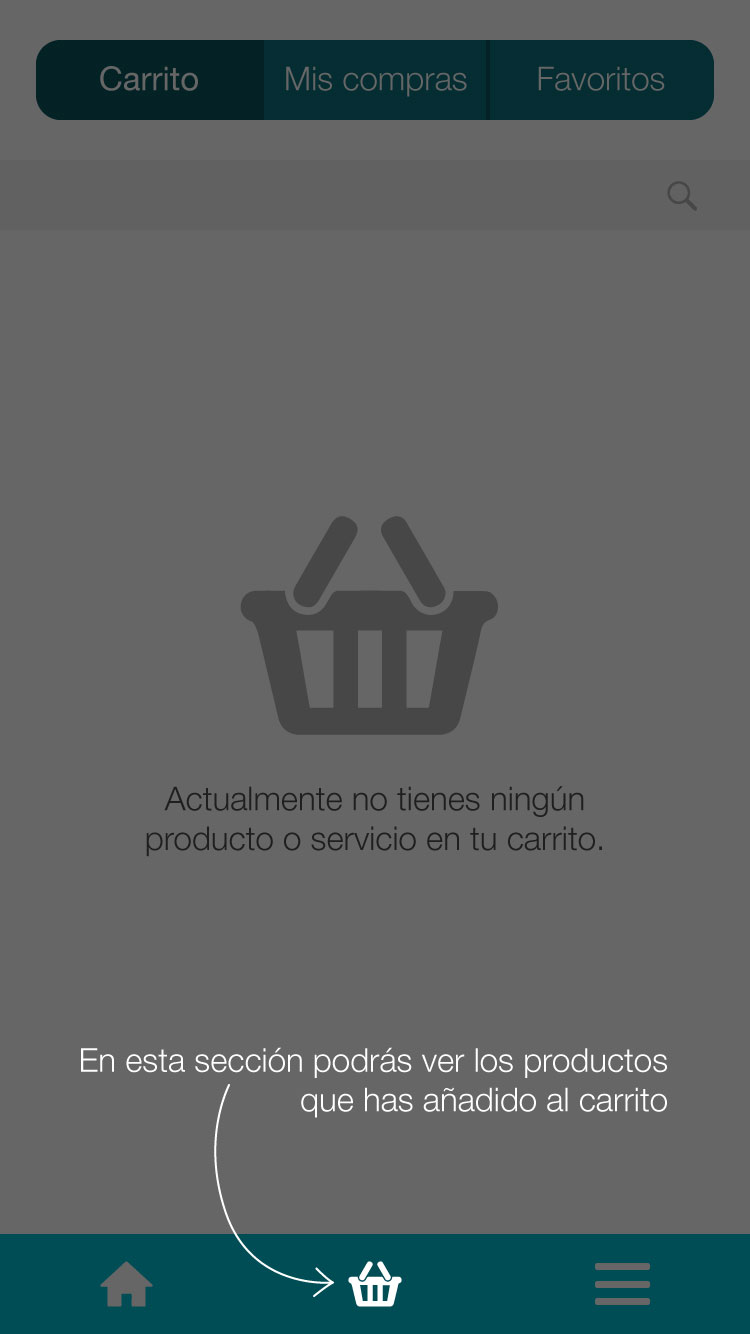 Carrito
Mis compras
Favoritos
Actualmente no tienes ningún
producto o servicio en tu carrito.
En esta sección podrás ver los productos
que has añadido al carrito